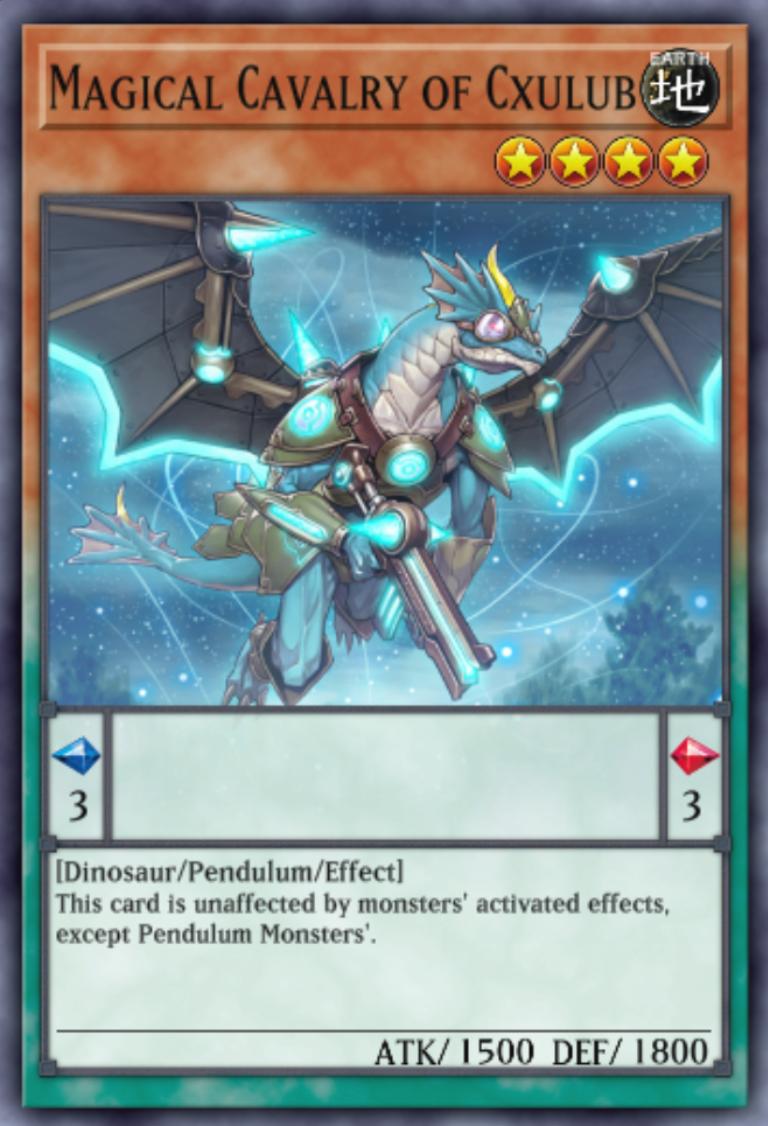 Magical Cavalry of Cxulub
EARTH
地
3
3
[Dinosaur/Pendulum/Effect]
This card is unaffected by monsters' activated effects,
except Pendulum Monsters'.
ATK/ 1500 DEF/ 1800